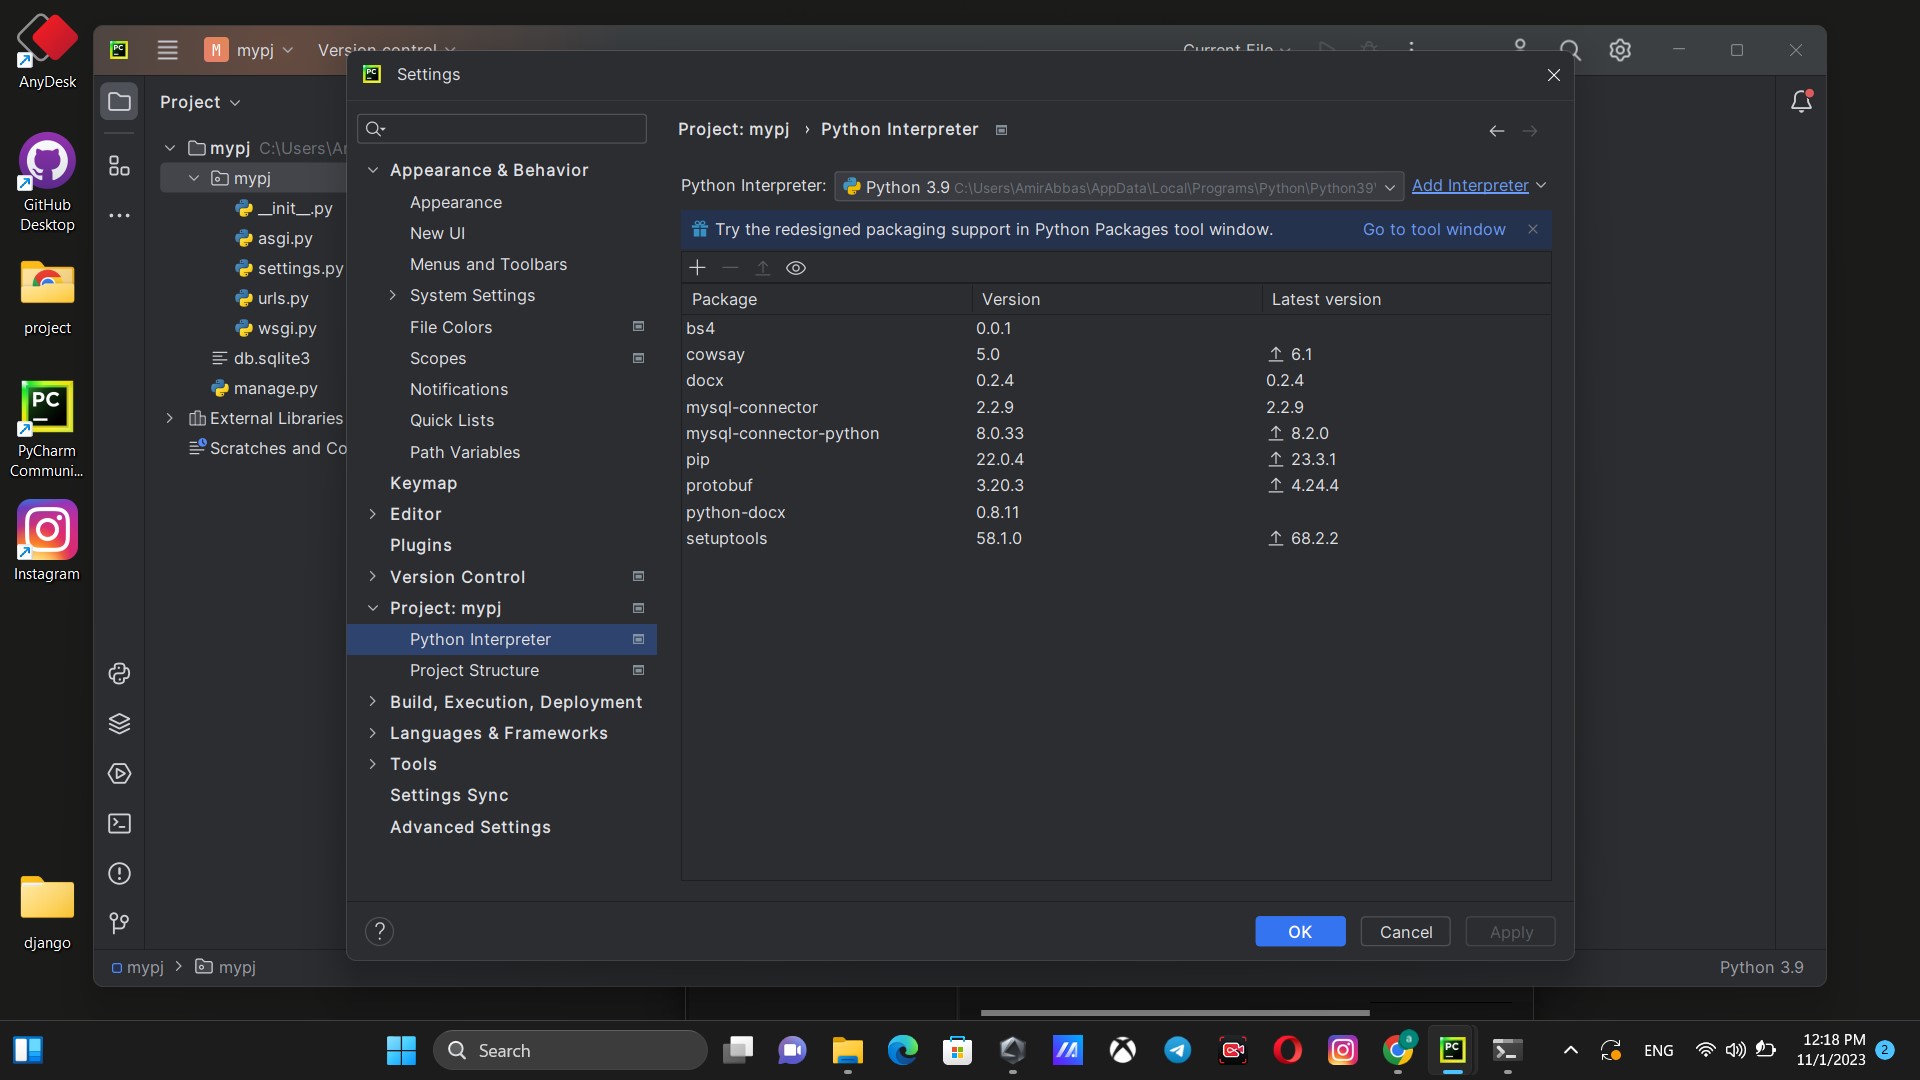 AnyDesk
GitHub
Desktop
project
PyCharm
Communi...
Instagram
django
PC
M mypj
Version control
Current File
Project
mypj C:\Users\A
mypj
__init__.py
asgi.py
settings.py
urls.py
wsgi.py
db.sqlite3
manage.py
External Libraries
Scratches and Co
PC Settings
Appearance & Behavior
Appearance
New UI
Menus and Toolbars
System Settings
File Colors
Scopes
Notifications
Quick Lists
Path Variables
Keymap
Editor
Plugins
Version Control
Project: mypj
Python Interpreter
Project Structure
Build, Execution, Deployment
Languages & Frameworks
Tools
Settings Sync
Advanced Settings
Project: mypj › Python Interpreter
Python Interpreter: Python 3.9 C:\Users\AmirAbbas\AppData\Local\Programs\Python\Python39\ Add Interpreter
Try the redesigned packaging support in Python Packages tool window. Go to tool window
Package Version Latest version
bs4 0.0.1
cowsay 5.0 6.1
docx 0.2.4 0.2.4
mysql-connector 2.2.9 2.2.9
mysql-connector-python 8.0.33 8.2.0
pip 22.0.4 23.3.1
protobuf 3.20.3 4.24.4
python-docx 0.8.11
setuptools 58.1.0 68.2.2
? OK Cancel Apply
mypj > mypj
Python 3.9
Search
a
PC
ENG
12:18 PM
11/1/2023
2